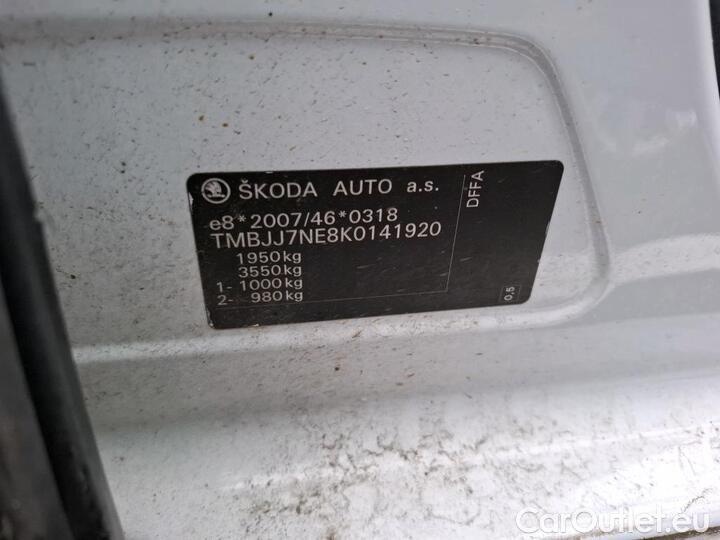 ŠKODA AUTO a.s.
e8*2007/46*0318
TMBJJ7NE8K0141920
1950kg
3550kg
1- 1000kg
2- 980kg
DFFA
0,5
CarOutlet.eu